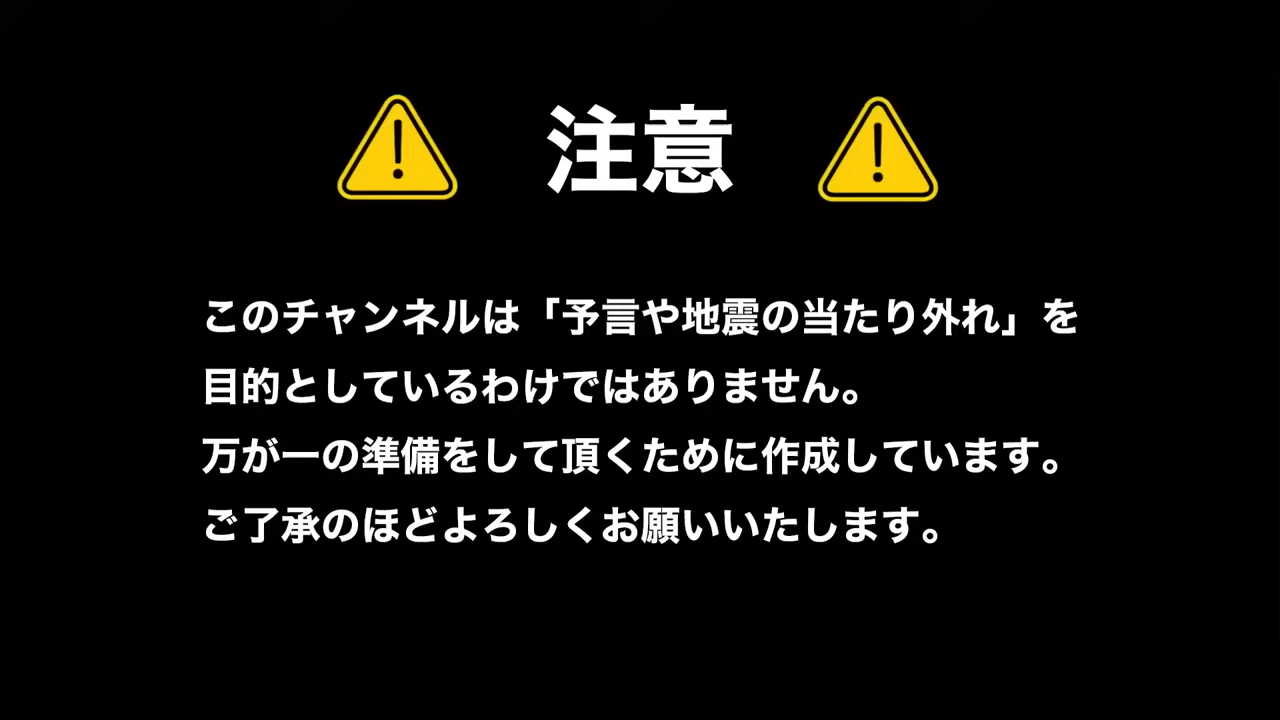 注意
このチャンネルは「予言や地震の当たり外れ」を
目的としているわけではありません。
万が一の準備をして頂くために作成しています。
ご了承のほどよろしくお願いいたします。